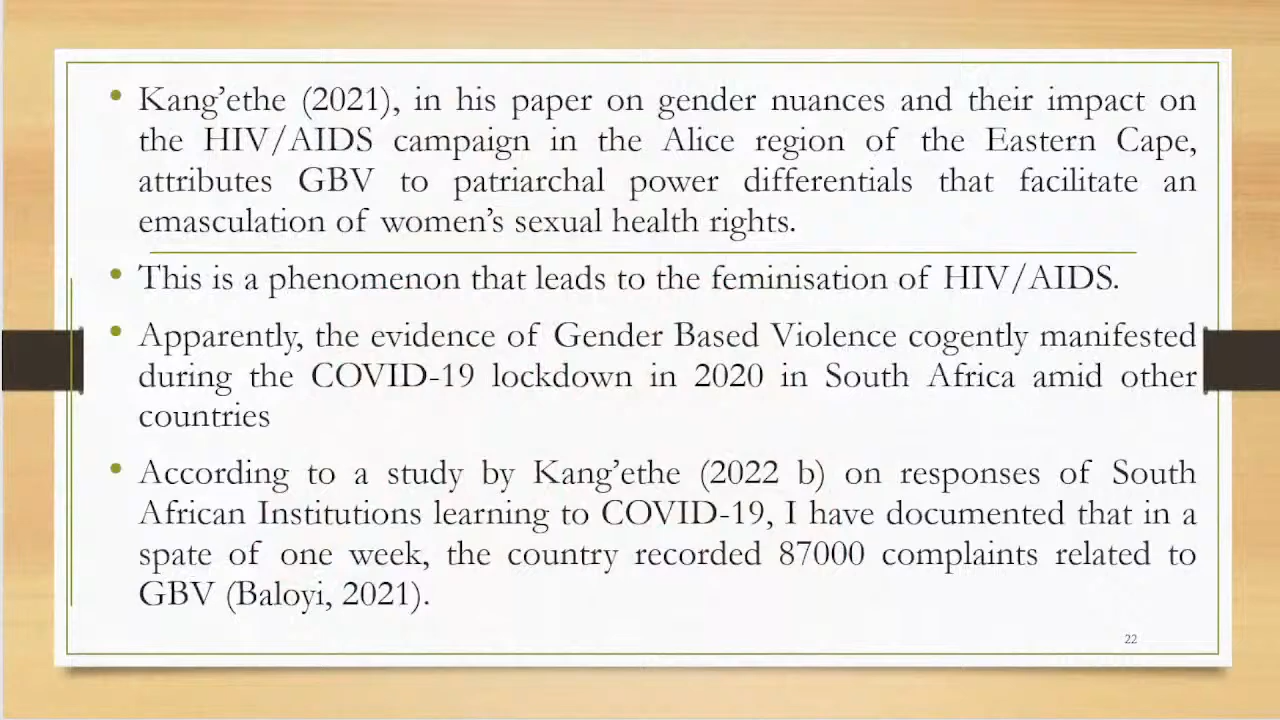 • Kang’ethe (2021), in his paper on gender nuances and their impact on
the HIV/AIDS campaign in the Alice region of the Eastern Cape,
attributes GBV to patriarchal power differentials that facilitate an
emasculation of women’s sexual health rights.
• This is a phenomenon that leads to the feminisation of HIV/AIDS.
• Apparently, the evidence of Gender Based Violence cogently manifested
during the COVID-19 lockdown in 2020 in South Africa amid other
countries
• According to a study by Kang’ethe (2022 b) on responses of South
African Institutions learning to COVID-19, I have documented that in a
spate of one week, the country recorded 87000 complaints related to
GBV (Baloyi, 2021).
22